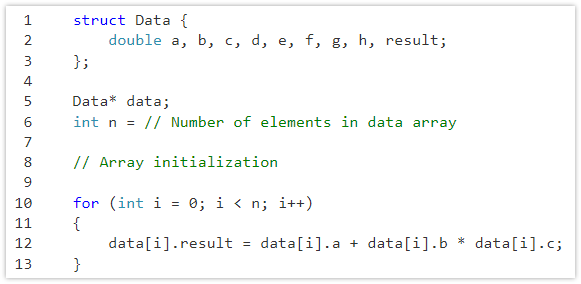 1 struct Data {
2     double a, b, c, d, e, f, g, h, result;
3 };
4
5 Data* data;
6 int n = // Number of elements in data array
7
8 // Array initialization
9
10 for (int i = 0; i < n; i++)
11 {
12     data[i].result = data[i].a + data[i].b * data[i].c;
13 }